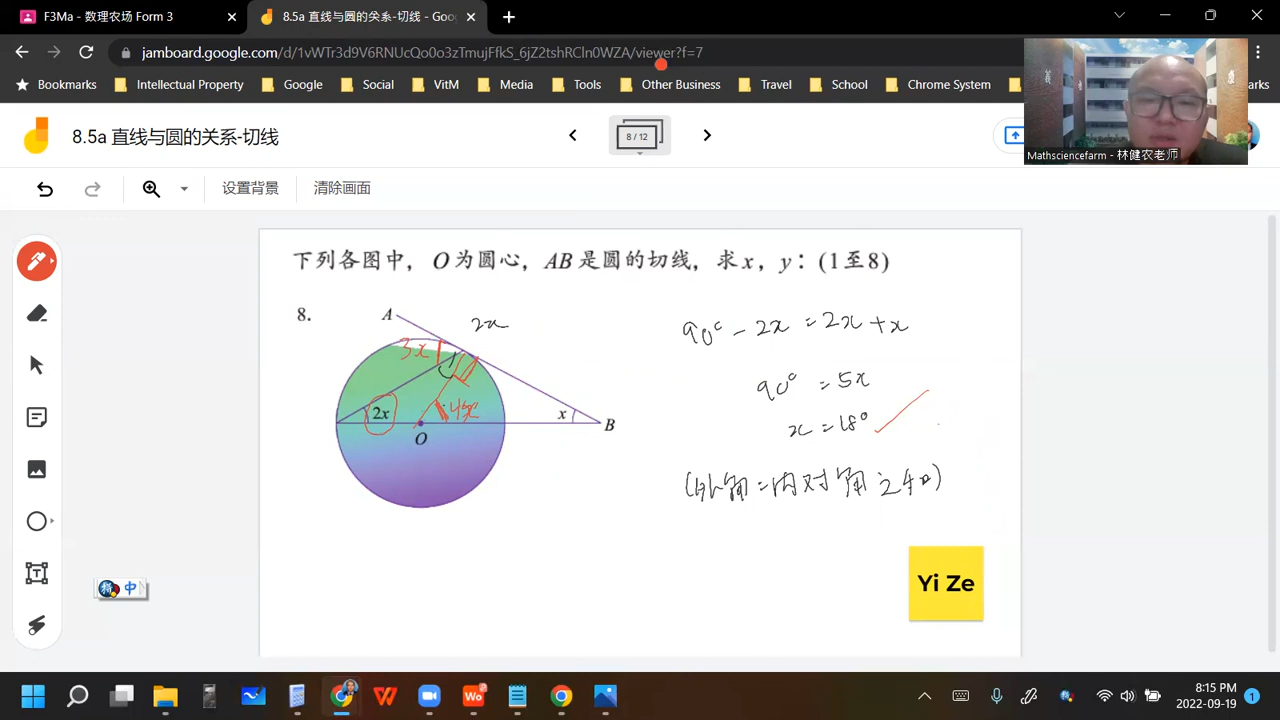 F3Ma - 数理农场 Form 3
8.5a 直线与圆的关系-切线 - Goo
jamboard.google.com/d/1vWTr3d9V6RNUcQoOo3zTmujFfkS_6jZ2tshRCln0WZA/viewer?f=7
Bookmarks Intellectual Property Google Social VitM Media Tools Other Business Travel School Chrome System
Mathsciencefarm - 林健农老师
8.5a 直线与圆的关系-切线
8 / 12
设置背景 清除画面
下列各图中, O为圆心, AB是圆的切线, 求x, y: (1至8)
8.
A
2x
3x
2x
4x
x
B
O
90° - 2x = 2x + x
90° = 5x
x = 18°
(外角=内对角之和)
Yi Ze
中
8:15 PM
2022-09-19
1